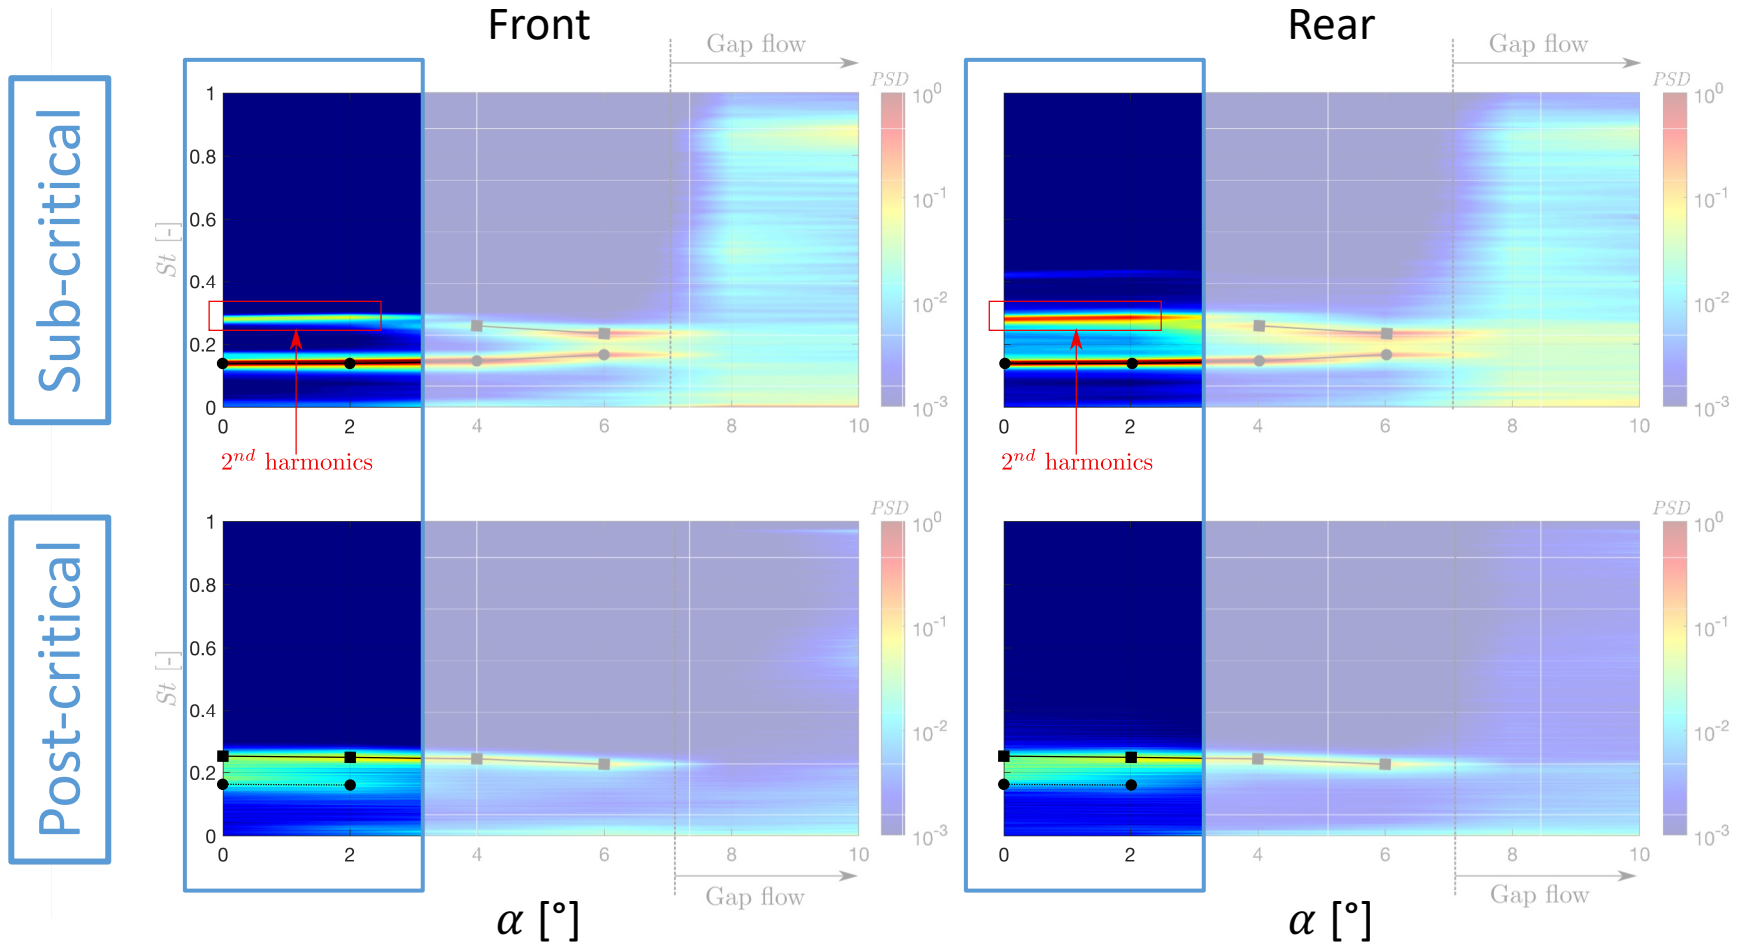 Front
Rear
Gap flow
Gap flow
Sub-critical
St [-]
1
0.8
0.6
0.4
0.2
0
0
2
4
6
8
10
PSD
10^0
10^-1
10^-2
10^-3
2^nd harmonics
0
2
4
6
8
10
PSD
10^0
10^-1
10^-2
10^-3
2^nd harmonics
Post-critical
St [-]
1
0.8
0.6
0.4
0.2
0
0
2
4
6
8
10
PSD
10^0
10^-1
10^-2
10^-3
Gap flow
0
2
4
6
8
10
PSD
10^0
10^-1
10^-2
10^-3
Gap flow
α [°]
α [°]